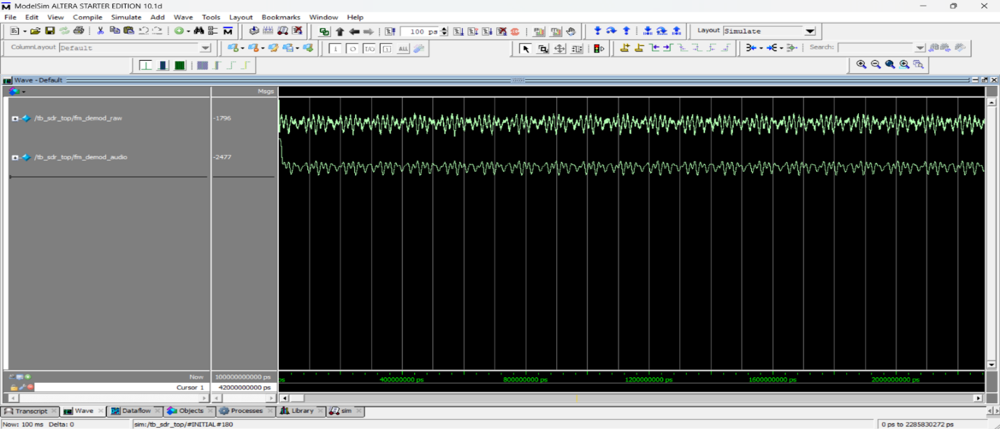 ModelSim ALTERA STARTER EDITION 10.1d
File Edit View Compile Simulate Add Wave Tools Layout Bookmarks Window Help
100 ps
Layout Simulate
ColumnLayout Default
ALL
Search:
Wave - Default
Msgs
/tb_sdr_top/fm_demod_raw -1796
/tb_sdr_top/fm_demod_audio -2477
Now 100000000000 ps
Cursor 1 42000000000 ps
ps 400000000 ps 800000000 ps 1200000000 ps 1600000000 ps 2000000000 ps
Transcript Wave Dataflow Objects Processes Library sim
Now: 100 ms Delta: 0 sim:/tb_sdr_top/#INITIAL#180 0 ps to 2285830272 ps